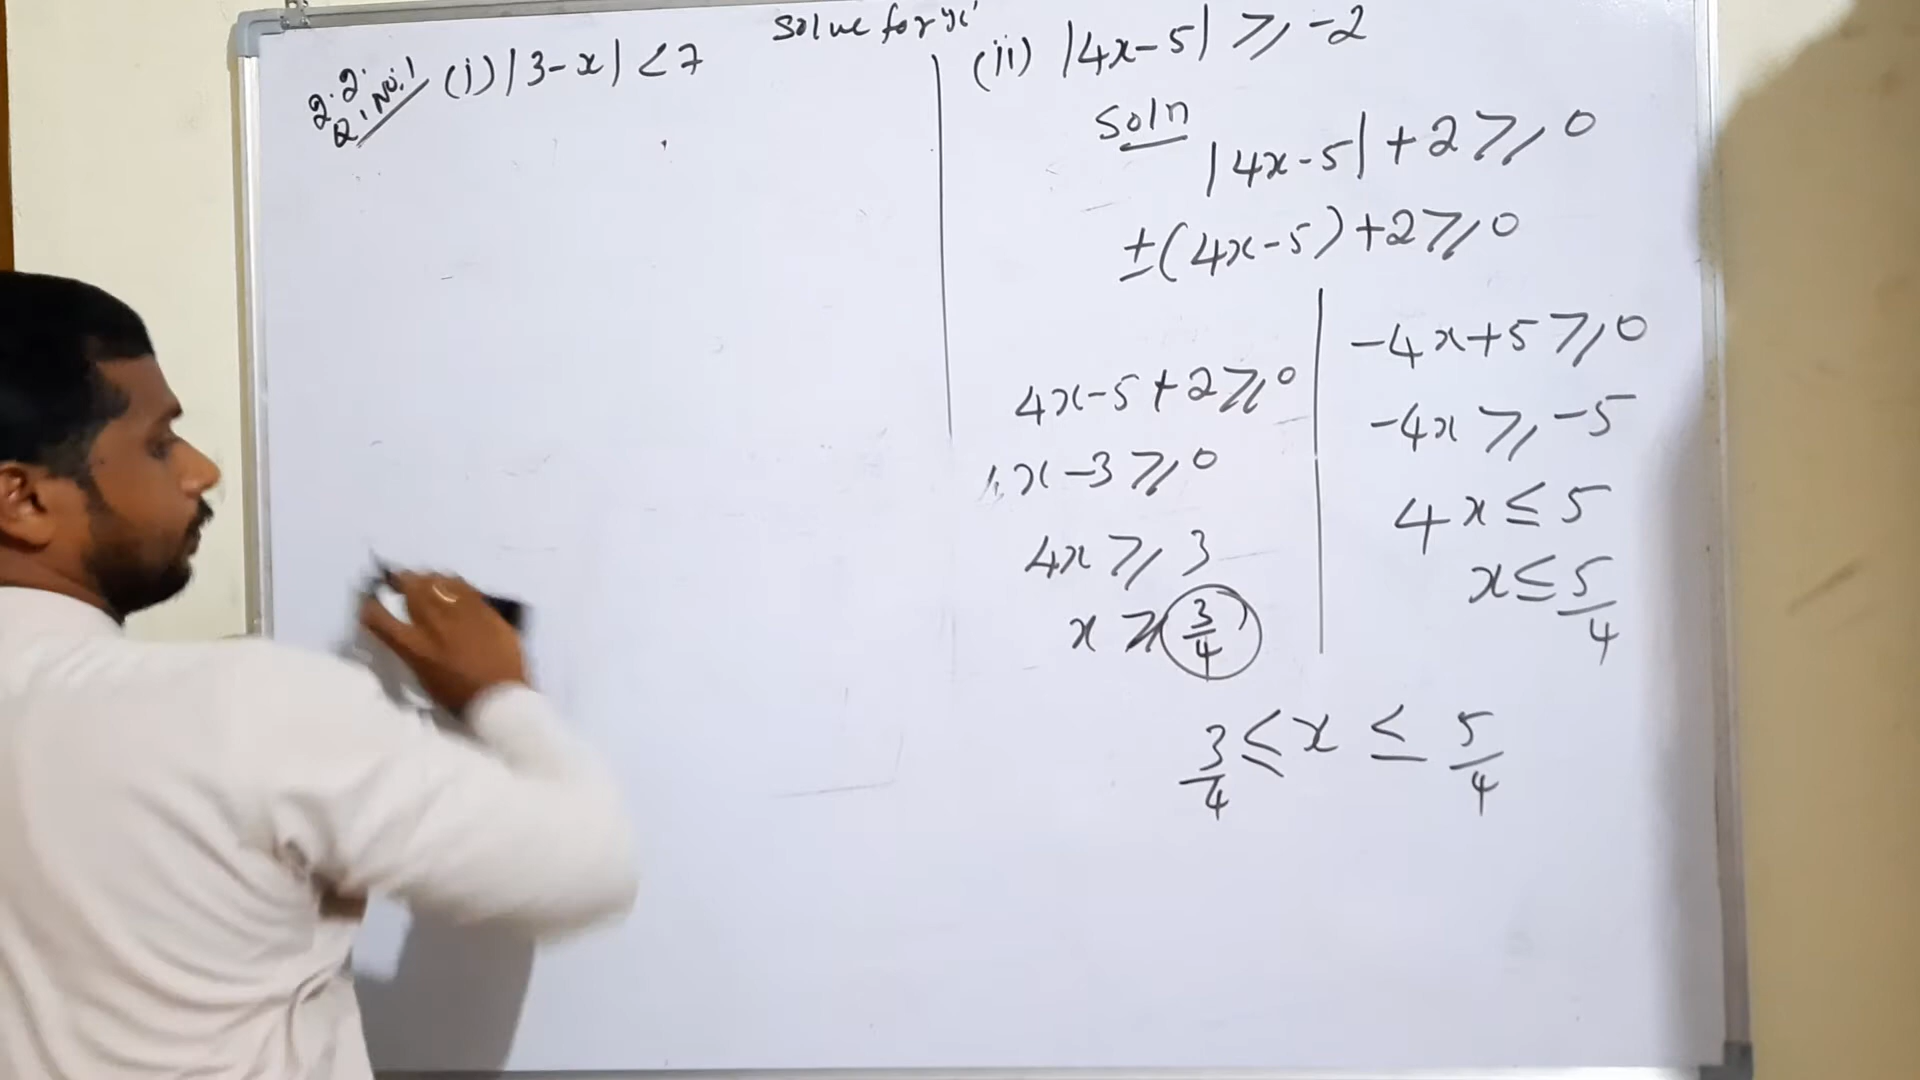 Solve for 'x'
2.2
Q.No.1 (i) |3-x| < 7
(ii) |4x-5| ≥ -2
Soln
|4x-5| + 2 ≥ 0
±(4x-5) + 2 ≥ 0
4x-5+2 ≥ 0
x-3 ≥ 0
4x ≥ 3
x ≥ 3/4
-4x+5 ≥ 0
-4x ≥ -5
4x ≤ 5
x ≤ 5/4
3/4 ≤ x ≤ 5/4